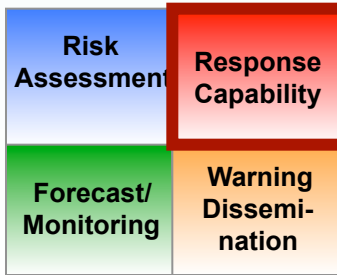 Risk
Assessment
Response
Capability
Forecast/
Monitoring
Warning
Dissemi-
nation